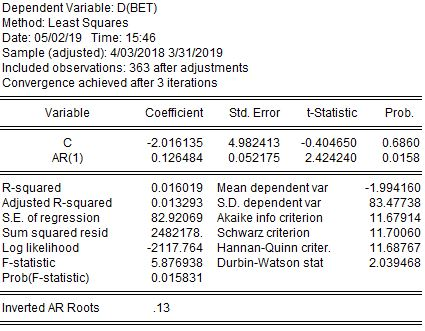 Dependent Variable: D(BET)
Method: Least Squares
Date: 05/02/19 Time: 15:46
Sample (adjusted): 4/03/2018 3/31/2019
Included observations: 363 after adjustments
Convergence achieved after 3 iterations
Variable Coefficient Std. Error t-Statistic Prob.
C -2.016135 4.982413 -0.404650 0.6860
AR(1) 0.126484 0.052175 2.424240 0.0158
R-squared 0.016019 Mean dependent var -1.994160
Adjusted R-squared 0.013293 S.D. dependent var 83.47738
S.E. of regression 82.92069 Akaike info criterion 11.67914
Sum squared resid 2482178. Schwarz criterion 11.70060
Log likelihood -2117.764 Hannan-Quinn criter. 11.68767
F-statistic 5.876938 Durbin-Watson stat 2.039468
Prob(F-statistic) 0.015831
Inverted AR Roots .13